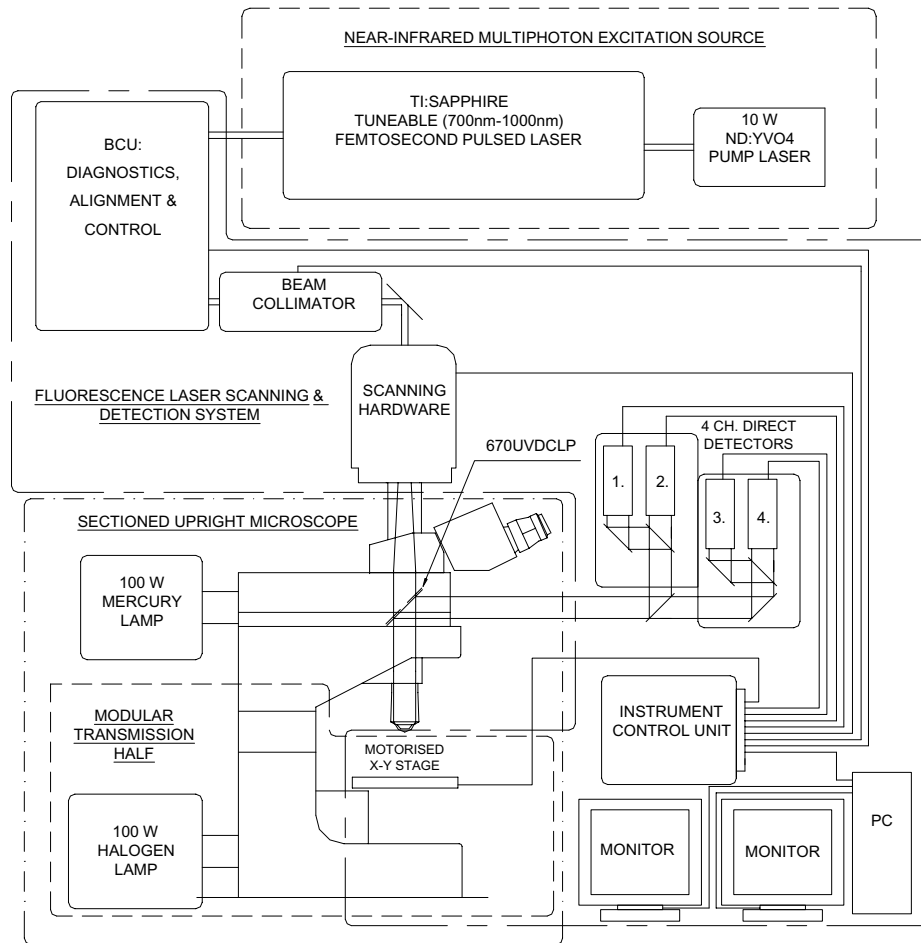 NEAR-INFRARED MULTIPHOTON EXCITATION SOURCE
TI:SAPPHIRE
TUNEABLE (700nm-1000nm)
FEMTOSECOND PULSED LASER
10 W
ND:YVO4
PUMP LASER
BCU:
DIAGNOSTICS,
ALIGNMENT &
CONTROL
BEAM
COLLIMATOR
SCANNING
HARDWARE
FLUORESCENCE LASER SCANNING &
DETECTION SYSTEM
670UVDCLP
4 CH. DIRECT
DETECTORS
1.
2.
3.
4.
SECTIONED UPRIGHT MICROSCOPE
100 W
MERCURY
LAMP
MODULAR
TRANSMISSION
HALF
MOTORISED
X-Y STAGE
INSTRUMENT
CONTROL UNIT
100 W
HALOGEN
LAMP
MONITOR
MONITOR
PC